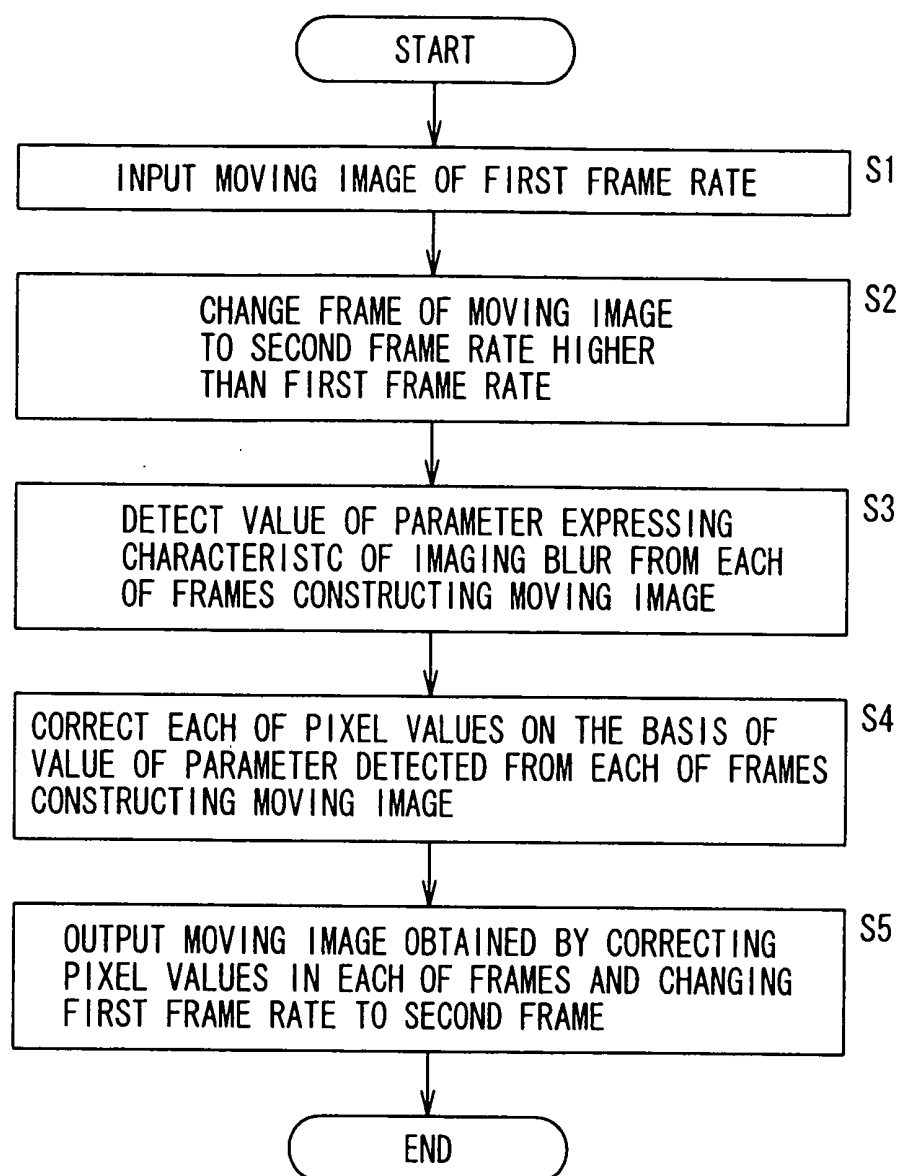 START
INPUT MOVING IMAGE OF FIRST FRAME RATE
S1
CHANGE FRAME OF MOVING IMAGE
TO SECOND FRAME RATE HIGHER
THAN FIRST FRAME RATE
S2
DETECT VALUE OF PARAMETER EXPRESSING
CHARACTERISTC OF IMAGING BLUR FROM EACH
OF FRAMES CONSTRUCTING MOVING IMAGE
S3
CORRECT EACH OF PIXEL VALUES ON THE BASIS OF
VALUE OF PARAMETER DETECTED FROM EACH OF FRAMES
CONSTRUCTING MOVING IMAGE
S4
OUTPUT MOVING IMAGE OBTAINED BY CORRECTING
PIXEL VALUES IN EACH OF FRAMES AND CHANGING
FIRST FRAME RATE TO SECOND FRAME
S5
END